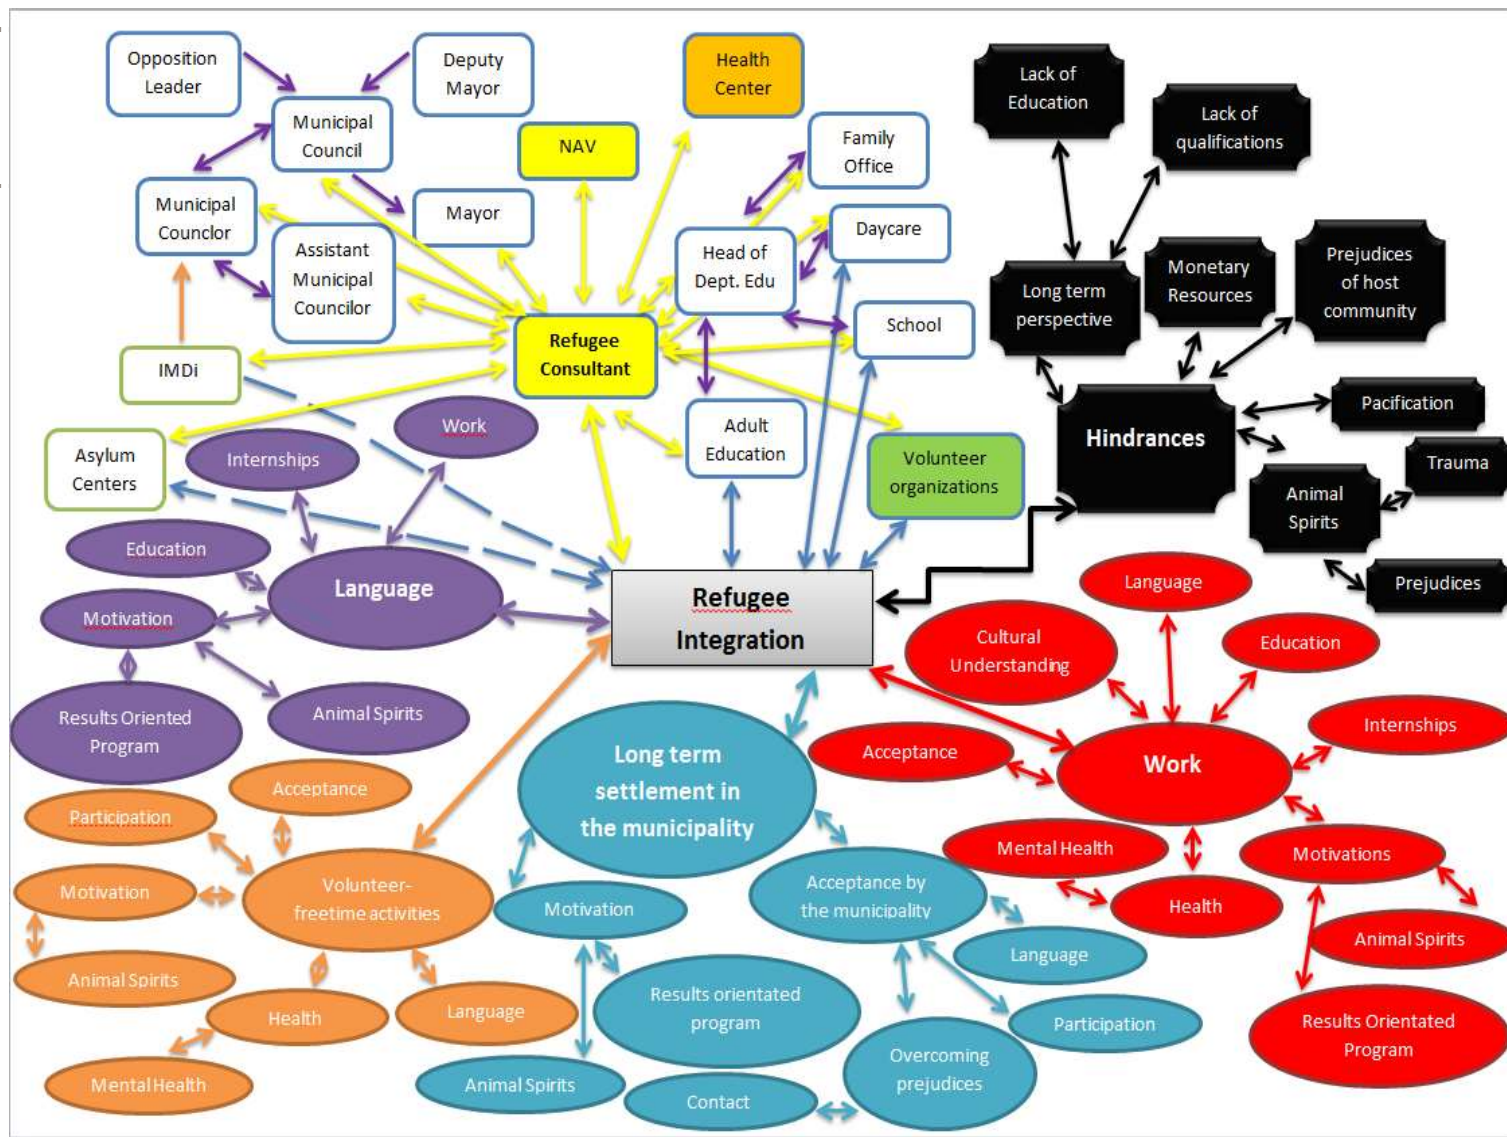 Opposition
Leader
Deputy
Mayor
Health
Center
Lack of
Education
Lack of
qualifications
Municipal
Council
NAV
Family
Office
Municipal
Counclor
Mayor
Assistant
Municipal
Councilor
Head of
Dept. Edu
Daycare
School
Long term
perspective
Monetary
Resources
Prejudices
of host
community
IMDi
Refugee
Consultant
Asylum
Centers
Internships
Work
Adult
Education
Volunteer
organizations
Hindrances
Pacification
Trauma
Animal
Spirits
Prejudices
Education
Language
Motivation
Results Oriented
Program
Animal Spirits
Refugee
Integration
Language
Cultural
Understanding
Education
Internships
Acceptance
Work
Mental Health
Health
Motivations
Animal Spirits
Results Orientated
Program
Long term
settlement in
the municipality
Motivation
Acceptance by
the municipality
Language
Results orientated
program
Participation
Overcoming
prejudices
Animal Spirits
Contact
Acceptance
Participation
Motivation
Volunteer-
freetime activities
Animal Spirits
Health
Language
Mental Health